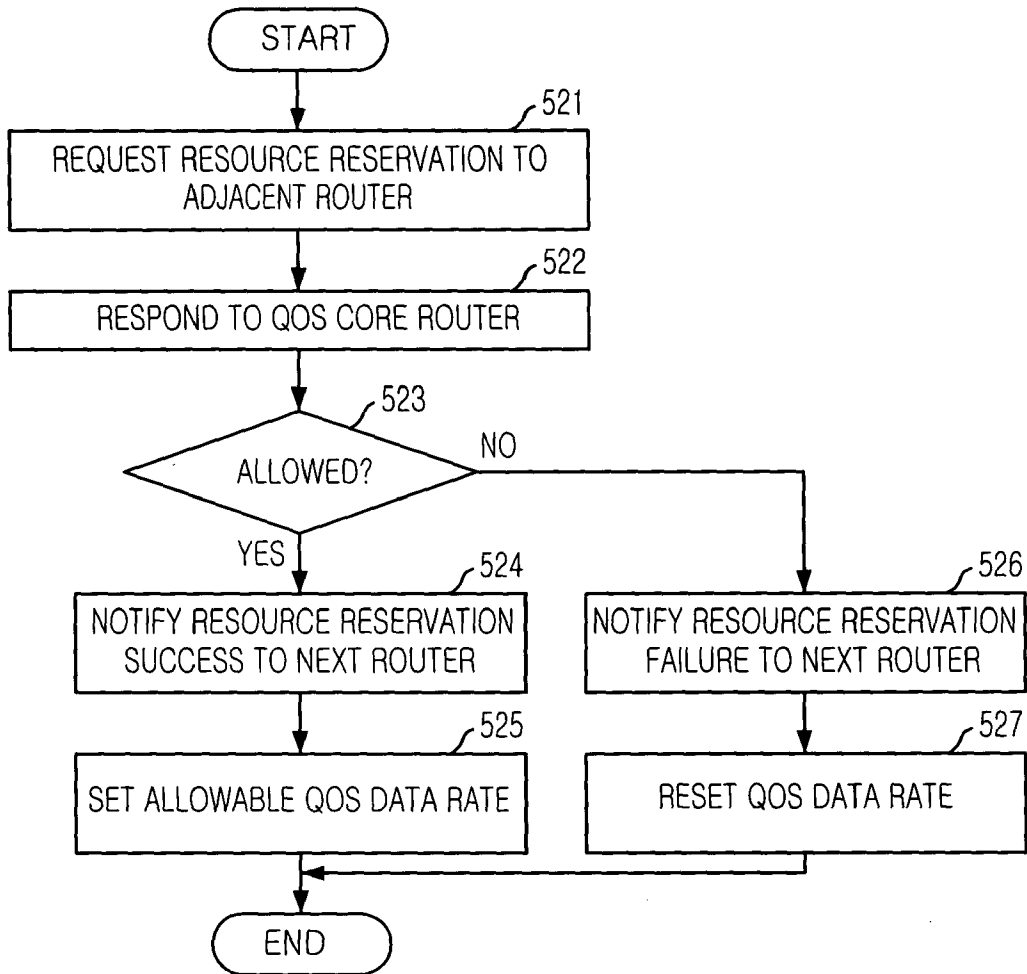 START
521
REQUEST RESOURCE RESERVATION TO
ADJACENT ROUTER
522
RESPOND TO QOS CORE ROUTER
523
ALLOWED?
NO
YES
524
NOTIFY RESOURCE RESERVATION
SUCCESS TO NEXT ROUTER
526
NOTIFY RESOURCE RESERVATION
FAILURE TO NEXT ROUTER
525
SET ALLOWABLE QOS DATA RATE
527
RESET QOS DATA RATE
END